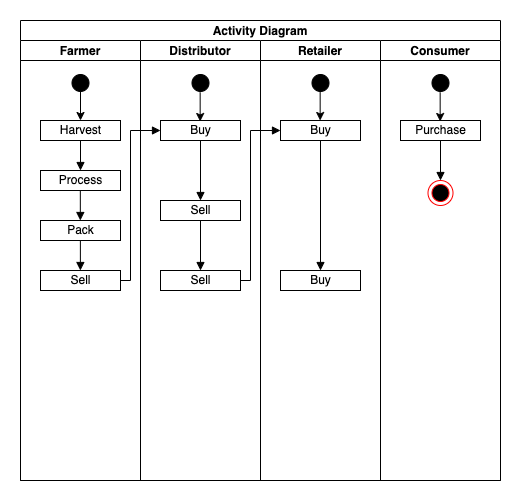 Activity Diagram
Farmer Distributor Retailer Consumer
Harvest Buy Buy Purchase
Process
Sell
Pack
Sell Sell Buy